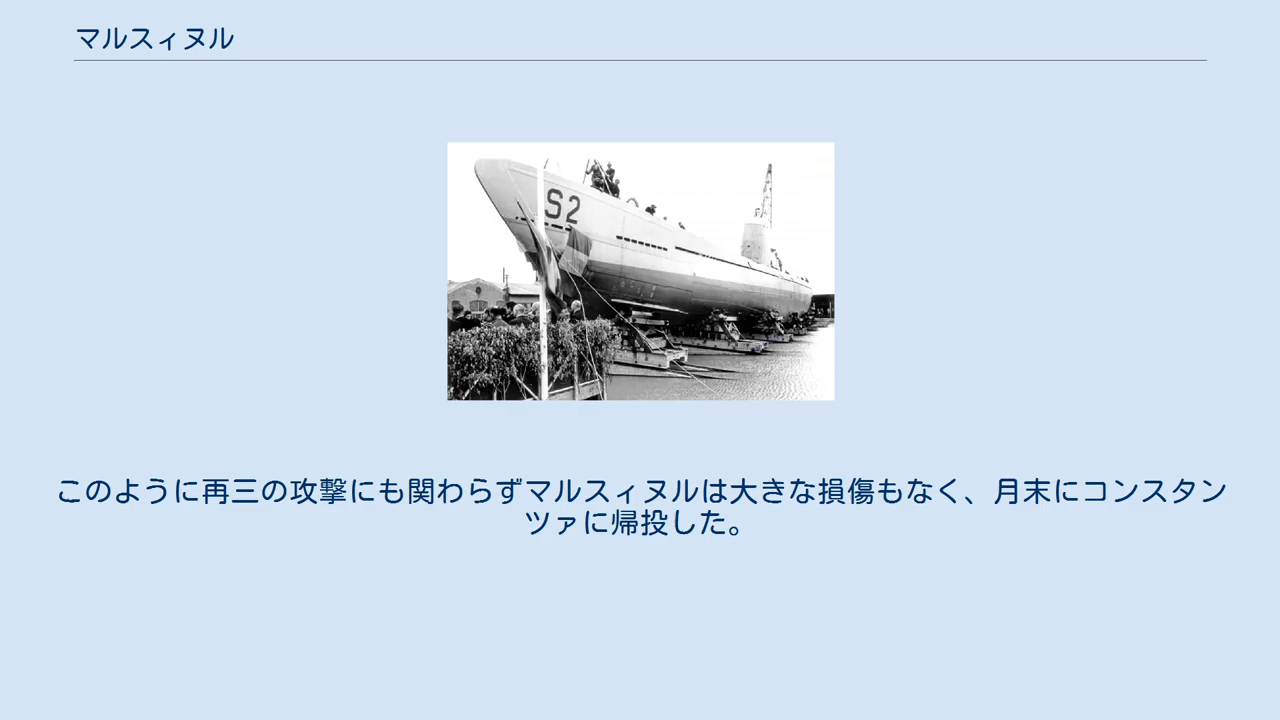 マルスィヌル
S2
このように再三の攻撃にも関わらずマルスィヌルは大きな損傷もなく、月末にコンスタン
ツァに帰投した。